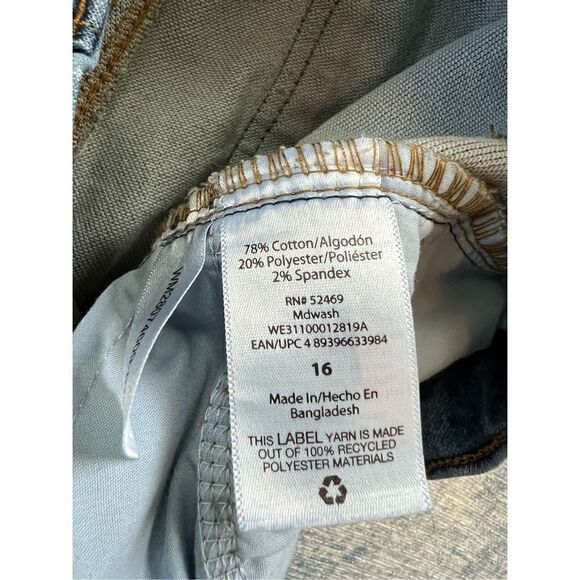 78% Cotton/Algodón
20% Polyester/Poliéster
2% Spandex
RN# 52469
Mdwash
WE31100012819A
EAN/UPC 4 89396633984
16
Made In/Hecho En
Bangladesh
THIS LABEL YARN IS MADE
OUT OF 100% RECYCLED
POLYESTER MATERIALS